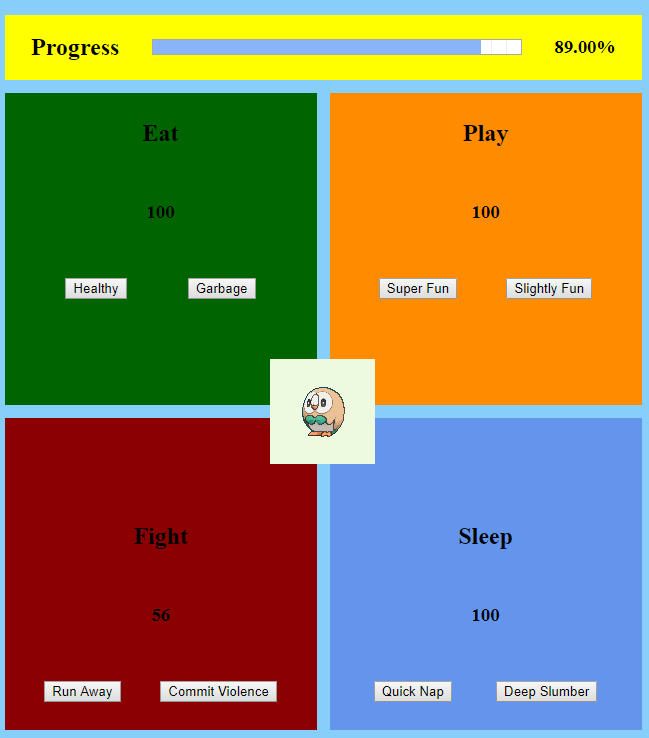 Progress 89.00%
Eat
100
Healthy Garbage
Play
100
Super Fun Slightly Fun
Fight
56
Run Away Commit Violence
Sleep
100
Quick Nap Deep Slumber